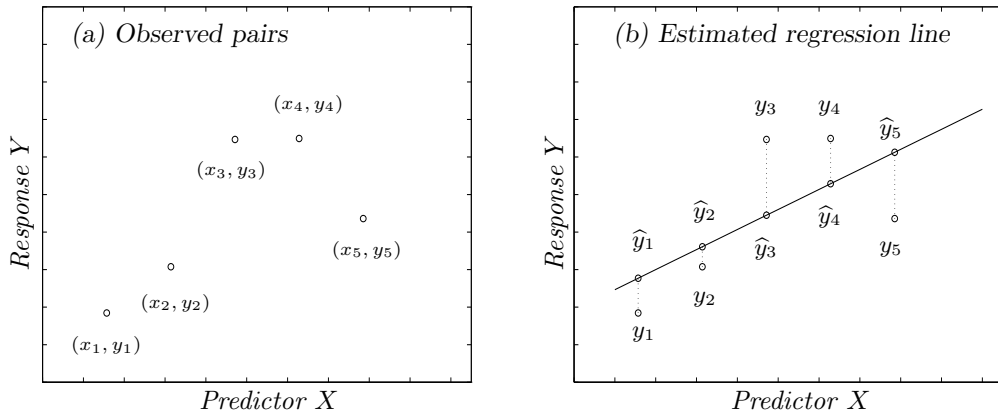 (a) Observed pairs
(x₄, y₄)
(x₃, y₃)
(x₅, y₅)
(x₂, y₂)
(x₁, y₁)
Response Y
Predictor X
(b) Estimated regression line
y₃
y₄
ŷ₅
ŷ₂
ŷ₄
ŷ₁
ŷ₃
y₅
y₂
y₁
Response Y
Predictor X